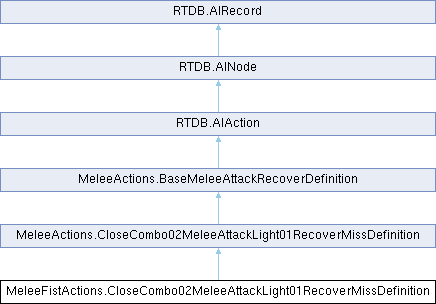 RTDB.AIRecord
RTDB.AINode
RTDB.AIAction
MeleeActions.BaseMeleeAttackRecoverDefinition
MeleeActions.CloseCombo02MeleeAttackLight01RecoverMissDefinition
MeleeFistActions.CloseCombo02MeleeAttackLight01RecoverMissDefinition